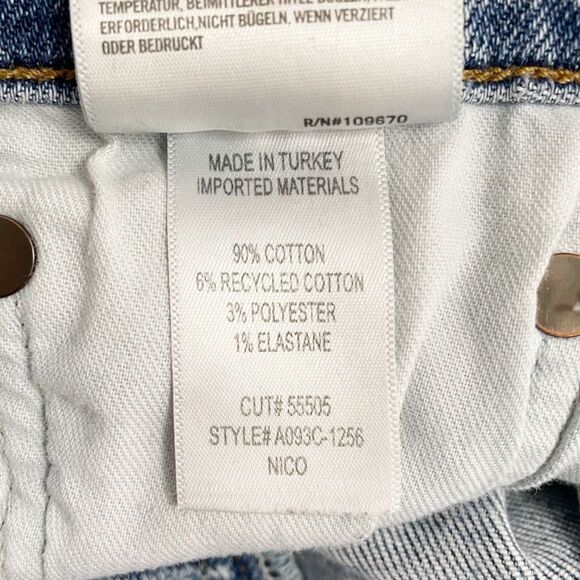 TEMPERATUR, BEIMITTLERER HITZE
ERFORDERLICH,NICHT BÜGELN, WENN VERZIERT
ODER BEDRUCKT
R/N#109670
MADE IN TURKEY
IMPORTED MATERIALS
90% COTTON
6% RECYCLED COTTON
3% POLYESTER
1% ELASTANE
CUT# 55505
STYLE# A093C-1256
NICO